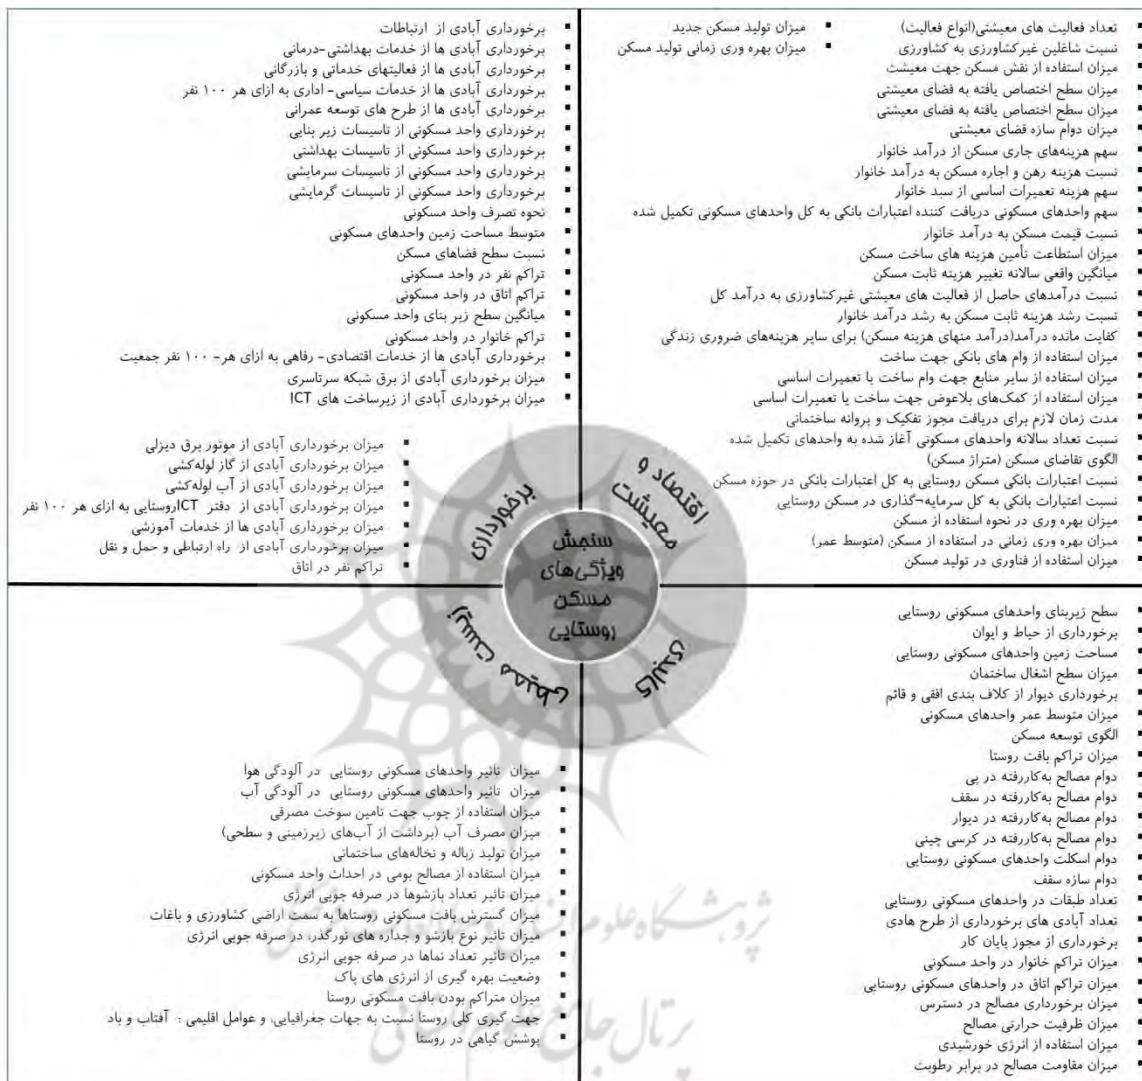 تعداد فعالیت های معیشتی(انواع فعالیت)
نسبت شاغلین غیرکشاورزی به کشاورزی
میزان استفاده از نقش مسکن جهت معیشت
میزان سطح اختصاص یافته به فضای معیشتی
میزان سطح اختصاص یافته به فضای معیشتی
میزان دوام سازه فضای معیشتی
سهم هزینه‌های جاری مسکن از درآمد خانوار
نسبت هزینه رهن و اجاره مسکن به درآمد خانوار
سهم هزینه تعمیرات اساسی از سبد خانوار
سهم واحدهای مسکونی دریافت کننده اعتبارات بانکی به کل واحدهای مسکونی تکمیل شده
نسبت قیمت مسکن به درآمد خانوار
میزان استطاعت تأمین هزینه های ساخت مسکن
میانگین واقعی سالانه تغییر هزینه ثابت مسکن
نسبت درآمدهای حاصل از فعالیت های معیشتی غیرکشاورزی به درآمد کل
نسبت رشد هزینه ثابت مسکن به رشد درآمد خانوار
کفایت مانده درآمد(درآمد منهای هزینه مسکن) برای سایر هزینه‌های ضروری زندگی
میزان استفاده از وام های بانکی جهت ساخت
میزان استفاده از سایر منابع جهت وام ساخت یا تعمیرات اساسی
میزان استفاده از کمک‌های بلاعوض جهت ساخت یا تعمیرات اساسی
مدت زمان لازم برای دریافت مجوز تفکیک و پروانه ساختمانی
نسبت تعداد سالانه واحدهای مسکونی آغاز شده به واحدهای تکمیل شده
الگوی تقاضای مسکن (متراژ مسکن)
نسبت اعتبارات بانکی مسکن روستایی به کل اعتبارات بانکی در حوزه مسکن
نسبت اعتبارات بانکی به کل سرمایه¬گذاری در مسکن روستایی
میزان بهره وری در نحوه استفاده از مسکن
میزان بهره وری زمانی در استفاده از مسکن (متوسط عمر)
میزان استفاده از فناوری در تولید مسکن
میزان تولید مسکن جدید
میزان بهره وری زمانی تولید مسکن
برخورداری آبادی از ارتباطات
برخورداری آبادی ها از خدمات بهداشتی-درمانی
برخورداری آبادی ها از فعالیتهای خدماتی و بازرگانی
برخورداری آبادی ها از خدمات سیاسی- اداری به ازای هر ۱۰۰ نفر
برخورداری آبادی ها از طرح های توسعه عمرانی
برخورداری واحد مسکونی از تاسیسات زیر بنایی
برخورداری واحد مسکونی از تاسیسات بهداشتی
برخورداری واحد مسکونی از تاسیسات سرمایشی
برخورداری واحد مسکونی از تاسیسات گرمایشی
نحوه تصرف واحد مسکونی
متوسط مساحت زمین واحدهای مسکونی
نسبت سطح فضاهای مسکن
تراکم نفر در واحد مسکونی
تراکم اتاق در واحد مسکونی
میانگین سطح زیر بنای واحد مسکونی
تراکم خانوار در واحد مسکونی
برخورداری آبادی ها از خدمات اقتصادی- رفاهی به ازای هر- ۱۰۰ نفر جمعیت
میزان برخورداری آبادی از برق شبکه سرتاسری
میزان برخورداری آبادی از زیرساخت های ICT
میزان برخورداری آبادی از موتور برق دیزلی
میزان برخورداری آبادی از گاز لوله‌کشی
میزان برخورداری آبادی از آب لوله‌کشی
میزان برخورداری آبادی از دفتر ICTروستایی به ازای هر ۱۰۰ نفر
میزان برخورداری آبادی ها از خدمات آموزشی
میزان برخورداری آبادی از راه ارتباطی و حمل و نقل
تراکم نفر در اتاق
اقتصاد و
معیشت
برخورداری
سنجش
ویژگی‌های
مسکن
روستایی
زیست محیطی
کالبدی
سطح زیربنای واحدهای مسکونی روستایی
برخورداری از حیاط و ایوان
مساحت زمین واحدهای مسکونی روستایی
میزان سطح اشغال ساختمان
برخورداری دیوار از کلاف بندی افقی و قائم
میزان متوسط عمر واحدهای مسکونی
الگوی توسعه مسکن
میزان تراکم بافت روستا
دوام مصالح به‌کاررفته در پی
دوام مصالح به‌کاررفته در سقف
دوام مصالح به‌کاررفته در دیوار
دوام مصالح به‌کاررفته در کرسی چینی
دوام اسکلت واحدهای مسکونی روستایی
دوام سازه سقف
تعداد طبقات در واحدهای مسکونی روستایی
تعداد آبادی های برخورداری از طرح هادی
برخورداری از مجوز پایان کار
میزان تراکم خانوار در واحد مسکونی
میزان تراکم اتاق در واحدهای مسکونی روستایی
میزان برخورداری مصالح در دسترس
میزان ظرفیت حرارتی مصالح
میزان استفاده از انرژی خورشیدی
میزان مقاومت مصالح در برابر رطوبت
میزان تاثیر واحدهای مسکونی روستایی در آلودگی هوا
میزان تاثیر واحدهای مسکونی روستایی در آلودگی آب
میزان استفاده از چوب جهت تامین سوخت مصرفی
میزان مصرف آب (برداشت از آب‌های زیرزمینی و سطحی)
میزان تولید زباله و نخاله‌های ساختمانی
میزان استفاده از مصالح بومی در احداث واحد مسکونی
میزان تاثیر تعداد بازشوها در صرفه جویی انرژی
میزان گسترش بافت مسکونی روستاها به سمت اراضی کشاورزی و باغات
میزان تاثیر نوع بازشو و جداره های نورگذر، در صرفه جویی انرژی
میزان تاثیر تعداد نماها در صرفه جویی انرژی
وضعیت بهره گیری از انرژی های پاک
میزان متراکم بودن بافت مسکونی روستا
جهت گیری کلی روستا نسبت به جهات جغرافیایی، و عوامل اقلیمی : آفتاب و باد
پوشش گیاهی در روستا
پژوهشگاه علوم انسانی و مطالعات فرهنگی
پرتال جامع علوم انسانی